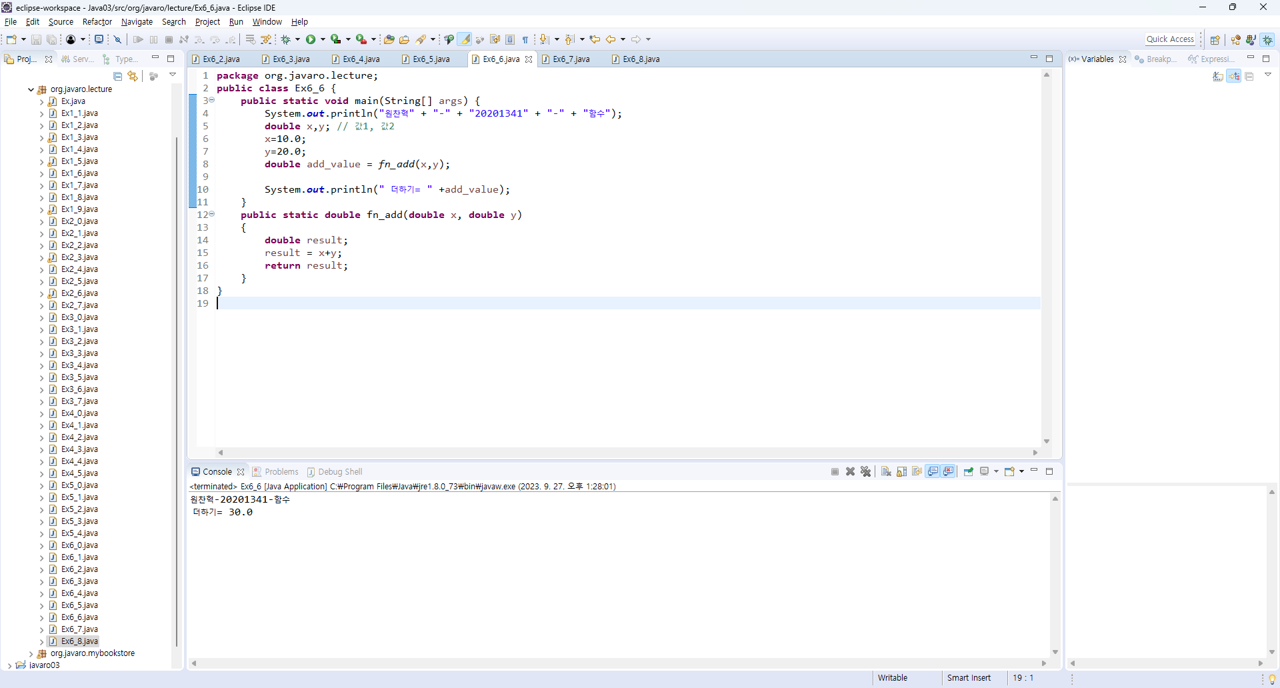 eclipse-workspace - Java03/src/org/javaro/lecture/Ex6_6.java - Eclipse IDE
File Edit Source Refactor Navigate Search Project Run Window Help
Quick Access
Proj... Serv... Type...
org.javaro.lecture
Ex.java
Ex1_1.java
Ex1_2.java
Ex1_3.java
Ex1_4.java
Ex1_5.java
Ex1_6.java
Ex1_7.java
Ex1_8.java
Ex1_9.java
Ex2_0.java
Ex2_1.java
Ex2_2.java
Ex2_3.java
Ex2_4.java
Ex2_5.java
Ex2_6.java
Ex2_7.java
Ex3_0.java
Ex3_1.java
Ex3_2.java
Ex3_3.java
Ex3_4.java
Ex3_5.java
Ex3_6.java
Ex3_7.java
Ex4_0.java
Ex4_1.java
Ex4_2.java
Ex4_3.java
Ex4_4.java
Ex4_5.java
Ex5_0.java
Ex5_1.java
Ex5_2.java
Ex5_3.java
Ex5_4.java
Ex6_0.java
Ex6_1.java
Ex6_2.java
Ex6_3.java
Ex6_4.java
Ex6_5.java
Ex6_6.java
Ex6_7.java
Ex6_8.java
org.javaro.mybookstore
javaro03
Ex6_2.java Ex6_3.java Ex6_4.java Ex6_5.java Ex6_6.java Ex6_7.java Ex6_8.java
1 package org.javaro.lecture;
2 public class Ex6_6 {
3 public static void main(String[] args) {
4 System.out.println("원찬혁" + "-" + "20201341" + "-" + "함수");
5 double x,y; // 값1, 값2
6 x=10.0;
7 y=20.0;
8 double add_value = fn_add(x,y);
9
10 System.out.println(" 더하기= " +add_value);
11 }
12 public static double fn_add(double x, double y)
13 {
14 double result;
15 result = x+y;
16 return result;
17 }
18 }
19
Console Problems Debug Shell
<terminated> Ex6_6 [Java Application] C:₩Program Files₩Java₩jre1.8.0_73₩bin₩javaw.exe (2023. 9. 27. 오후 1:28:01)
원찬혁-20201341-함수
더하기= 30.0
(x)= Variables Breakp... Expressi...
Writable Smart Insert 19 : 1